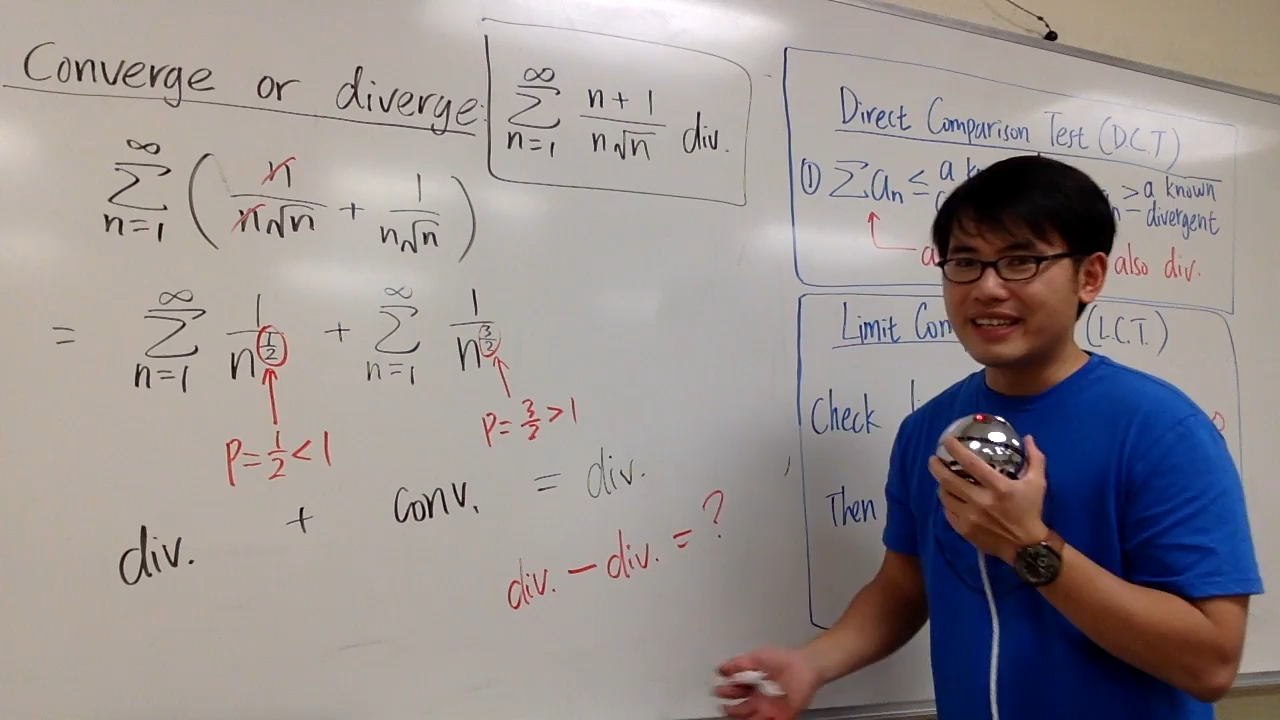 Converge or diverge:
∞ ∑ n=1 n+1 / n√n div.
∞ ∑ n=1 ( n / n√n + 1 / n√n )
= ∞ ∑ n=1 1 / n^(1/2) + ∞ ∑ n=1 1 / n^(3/2)
P = 1/2 < 1
P = 3/2 > 1
div. + conv. = div.
div. − div. = ?
Direct Comparison Test (D.C.T)
① ∑ an ≤ a
n ≥ a known
divergent
also div.
Limit (L.C.T.)
Check
Then